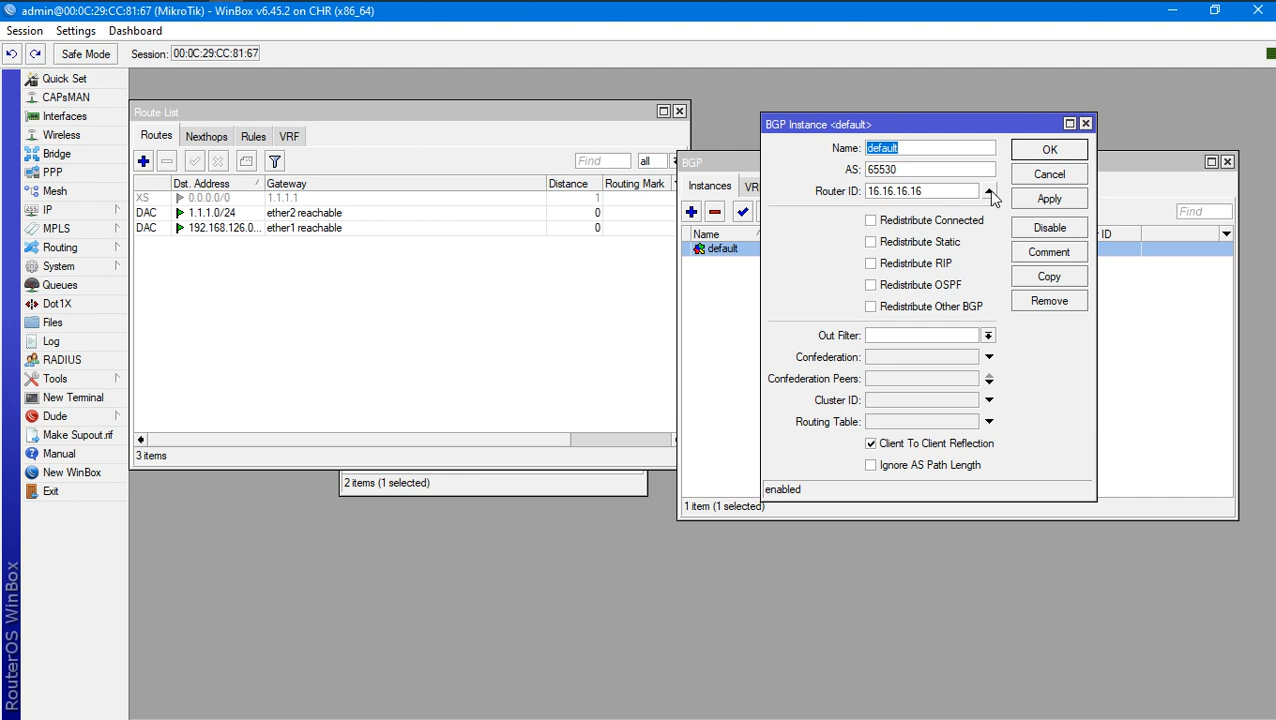 admin@00:0C:29:CC:81:67 (MikroTik) - WinBox v6.45.2 on CHR (x86_64)
Session Settings Dashboard
Safe Mode Session: 00:0C:29:CC:81:67
Quick Set
CAPsMAN
Interfaces
Wireless
Bridge
PPP
Mesh
IP
MPLS
Routing
System
Queues
Dot1X
Files
Log
RADIUS
Tools
New Terminal
Dude
Make Supout.rif
Manual
New WinBox
Exit
RouterOS WinBox
Route List
Routes Nexthops Rules VRF
Find all
Dst. Address Gateway Distance Routing Mark
XS 0.0.0.0/0 1.1.1.1 1
DAC 1.1.1.0/24 ether2 reachable 0
DAC 192.168.126.0... ether1 reachable 0
3 items
2 items (1 selected)
BGP
Instances VR
Find
Name ID
default
1 item (1 selected)
BGP Instance <default>
Name: default
AS: 65530
Router ID: 16.16.16.16
Redistribute Connected
Redistribute Static
Redistribute RIP
Redistribute OSPF
Redistribute Other BGP
Out Filter:
Confederation:
Confederation Peers:
Cluster ID:
Routing Table:
Client To Client Reflection
Ignore AS Path Length
enabled
OK
Cancel
Apply
Disable
Comment
Copy
Remove